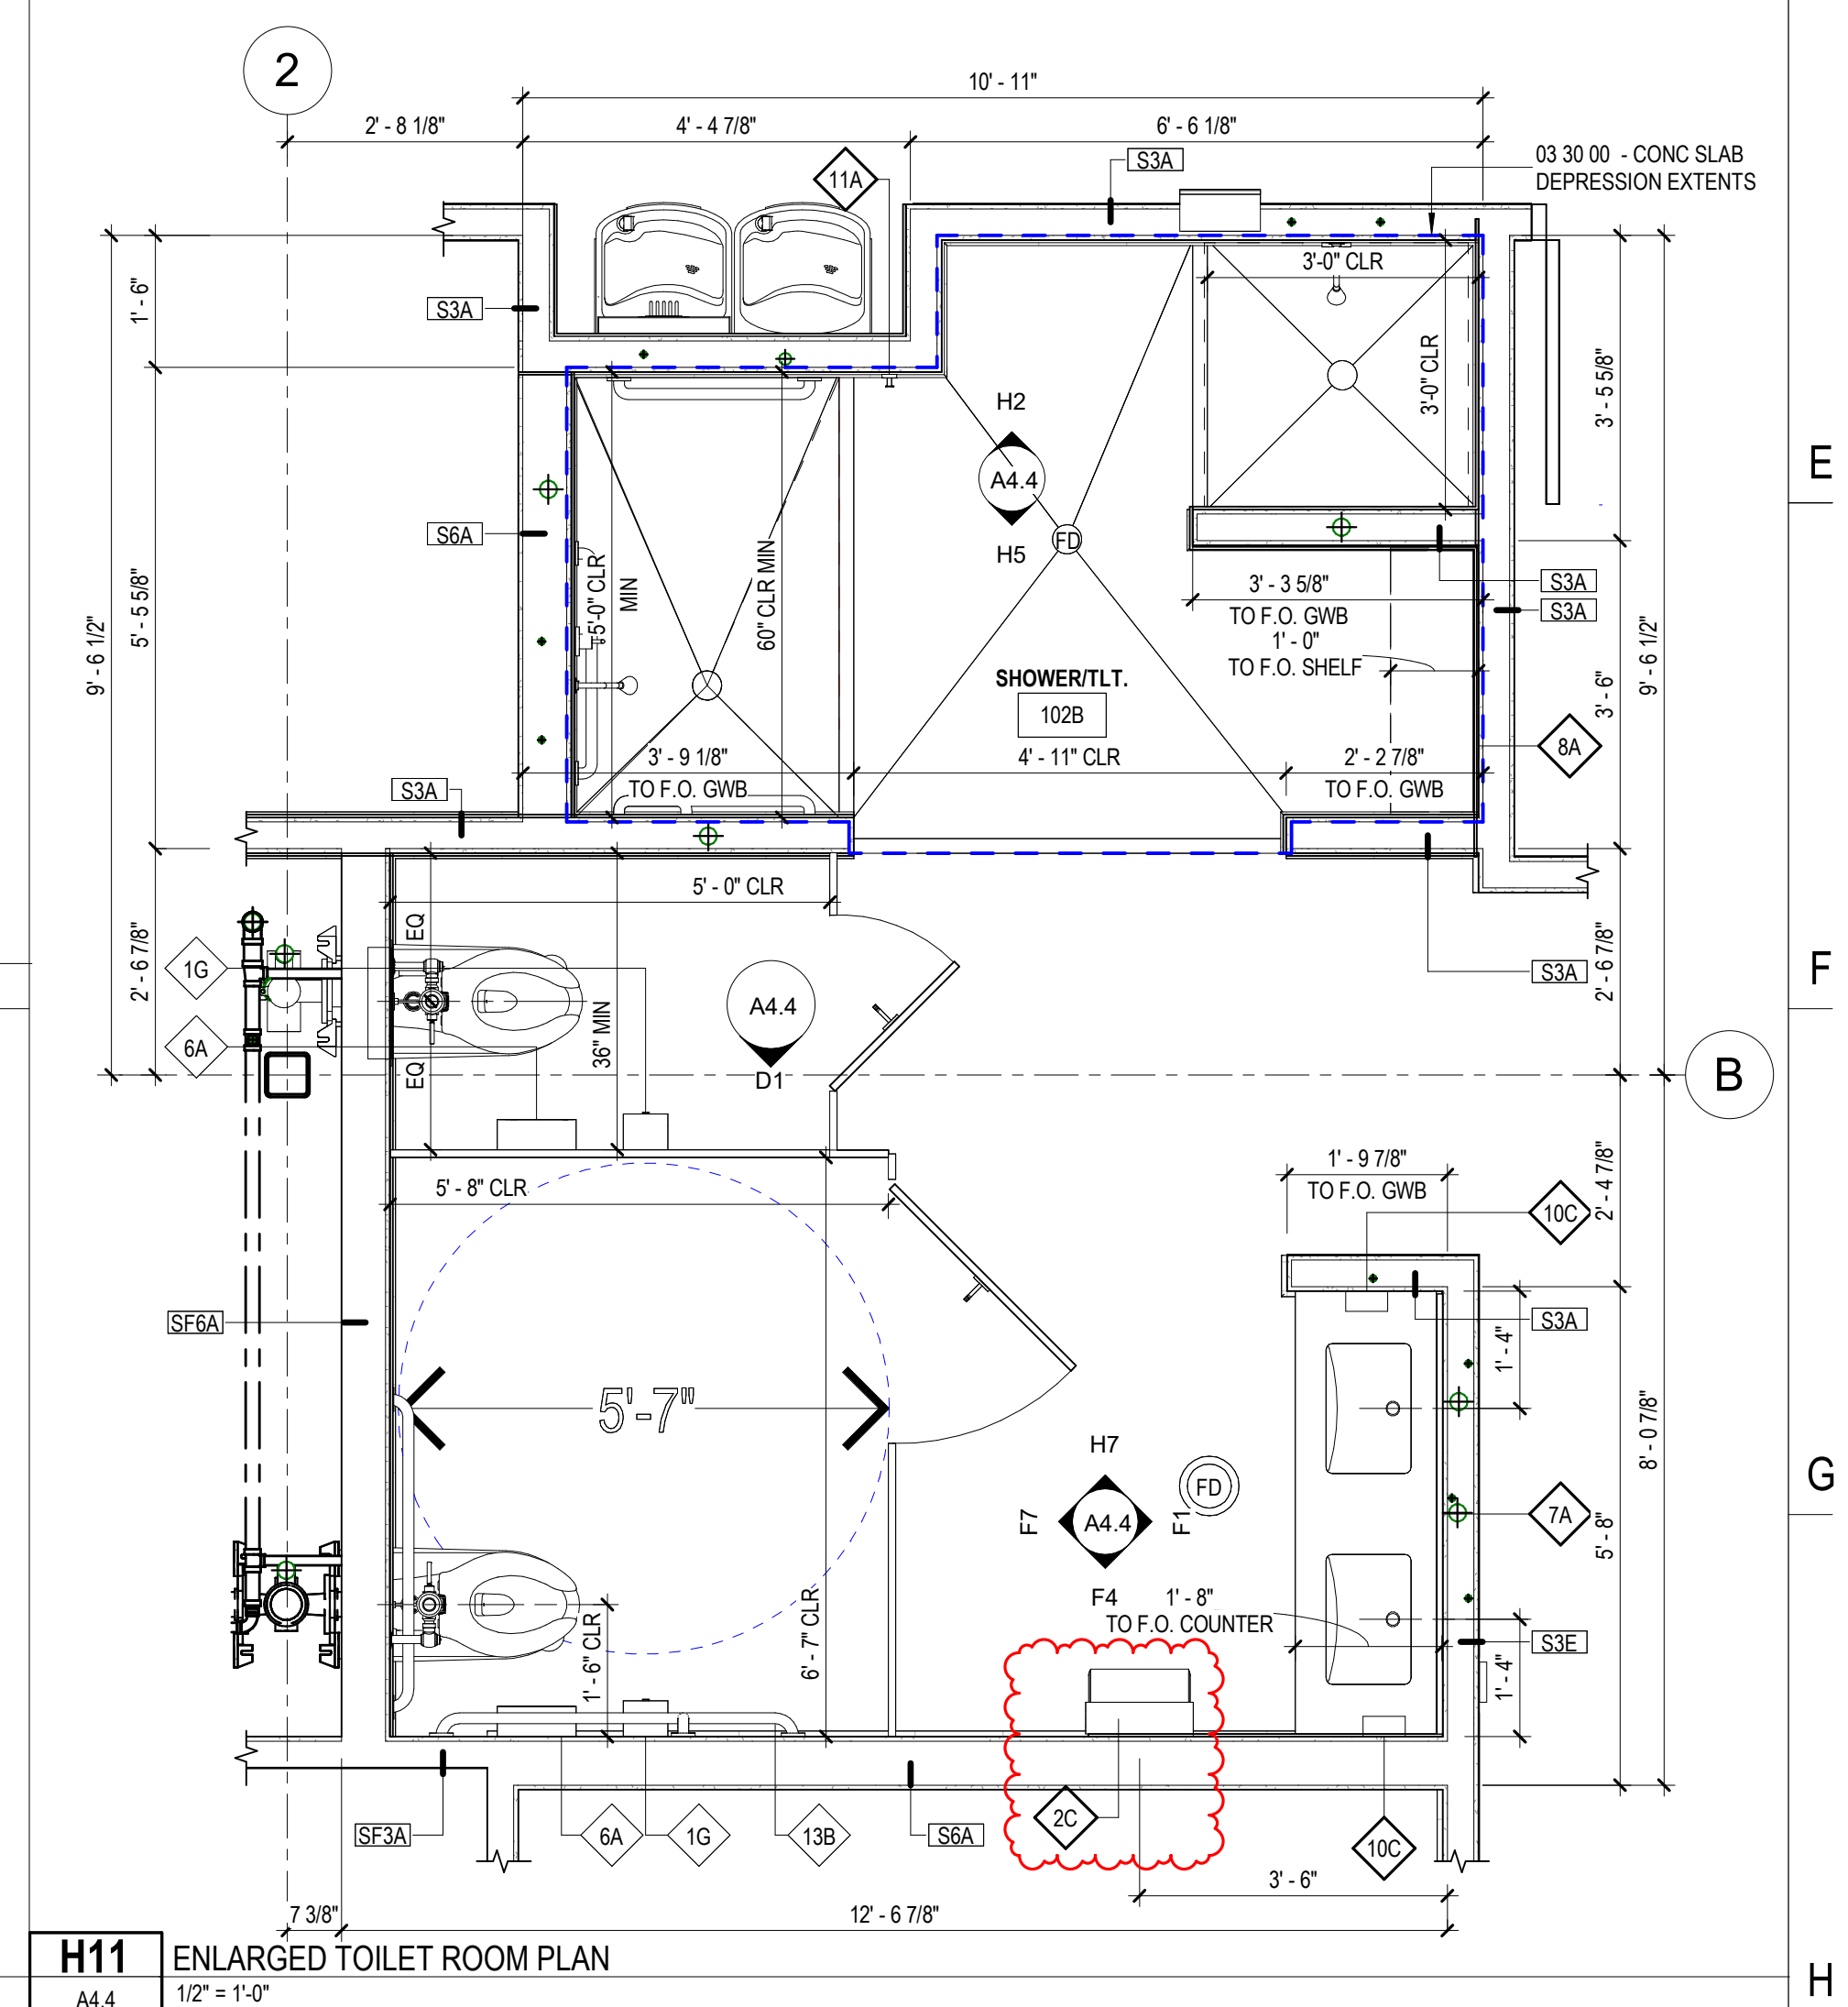 2
10' - 11"
2' - 8 1/8"
4' - 4 7/8"
6' - 6 1/8"
03 30 00 - CONC SLAB
DEPRESSION EXTENTS
S3A
11A
3'-0" CLR
1' - 6"
S3A
3'-0" CLR
3' - 5 5/8"
H2
A4.4
H5
FD
E
S6A
5'-0" CLR
MIN
60" CLR MIN
3' - 3 5/8"
TO F.O. GWB
1' - 0"
TO F.O. SHELF
S3A
S3A
9' - 6 1/2"
5' - 5 5/8"
SHOWER/TLT.
102B
3' - 6"
9' - 6 1/2"
8A
3' - 9 1/8"
TO F.O. GWB
4' - 11" CLR
2' - 2 7/8"
TO F.O. GWB
S3A
5' - 0" CLR
EQ
1G
2' - 6 7/8"
A4.4
D1
36" MIN
S3A
2' - 6 7/8"
F
6A
EQ
B
5' - 8" CLR
1' - 9 7/8"
TO F.O. GWB
10C
2' - 4 7/8"
SF6A
S3A
1' - 4"
5'-7"
8' - 0 7/8"
H7
FD
F7
A4.4
F1
F4
G
7A
5' - 8"
1' - 8"
TO F.O. COUNTER
S3E
1' - 6" CLR
6' - 7" CLR
1' - 4"
SF3A
6A
1G
13B
S6A
2C
10C
3' - 6"
7 3/8"
12' - 6 7/8"
H11
ENLARGED TOILET ROOM PLAN
A4.4
1/2" = 1'-0"
H